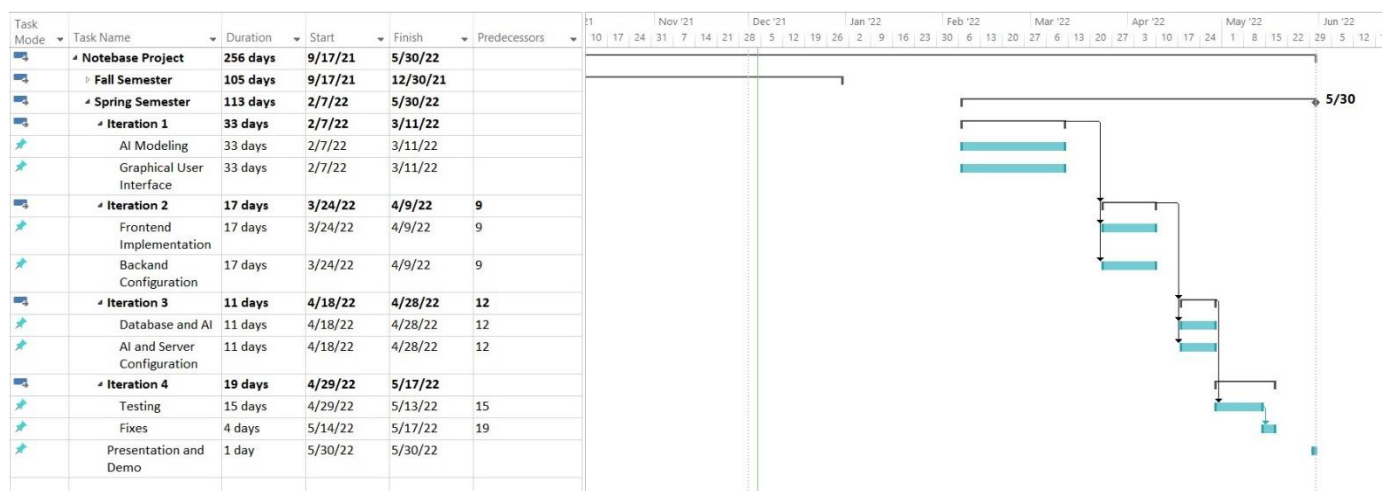 Task
Mode Task Name Duration Start Finish Predecessors
Notebase Project 256 days 9/17/21 5/30/22
Fall Semester 105 days 9/17/21 12/30/21
Spring Semester 113 days 2/7/22 5/30/22
Iteration 1 33 days 2/7/22 3/11/22
AI Modeling 33 days 2/7/22 3/11/22
Graphical User 33 days 2/7/22 3/11/22
Interface
Iteration 2 17 days 3/24/22 4/9/22 9
Frontend 17 days 3/24/22 4/9/22 9
Implementation
Backand 17 days 3/24/22 4/9/22 9
Configuration
Iteration 3 11 days 4/18/22 4/28/22 12
Database and AI 11 days 4/18/22 4/28/22 12
AI and Server 11 days 4/18/22 4/28/22 12
Configuration
Iteration 4 19 days 4/29/22 5/17/22
Testing 15 days 4/29/22 5/13/22 15
Fixes 4 days 5/14/22 5/17/22 19
Presentation and 1 day 5/30/22 5/30/22
Demo
Nov '21 Dec '21 Jan '22 Feb '22 Mar '22 Apr '22 May '22 Jun '22
10 17 24 31 7 14 21 28 5 12 19 26 2 9 16 23 30 6 13 20 27 6 13 20 27 3 10 17 24 1 8 15 22 29 5 12
5/30